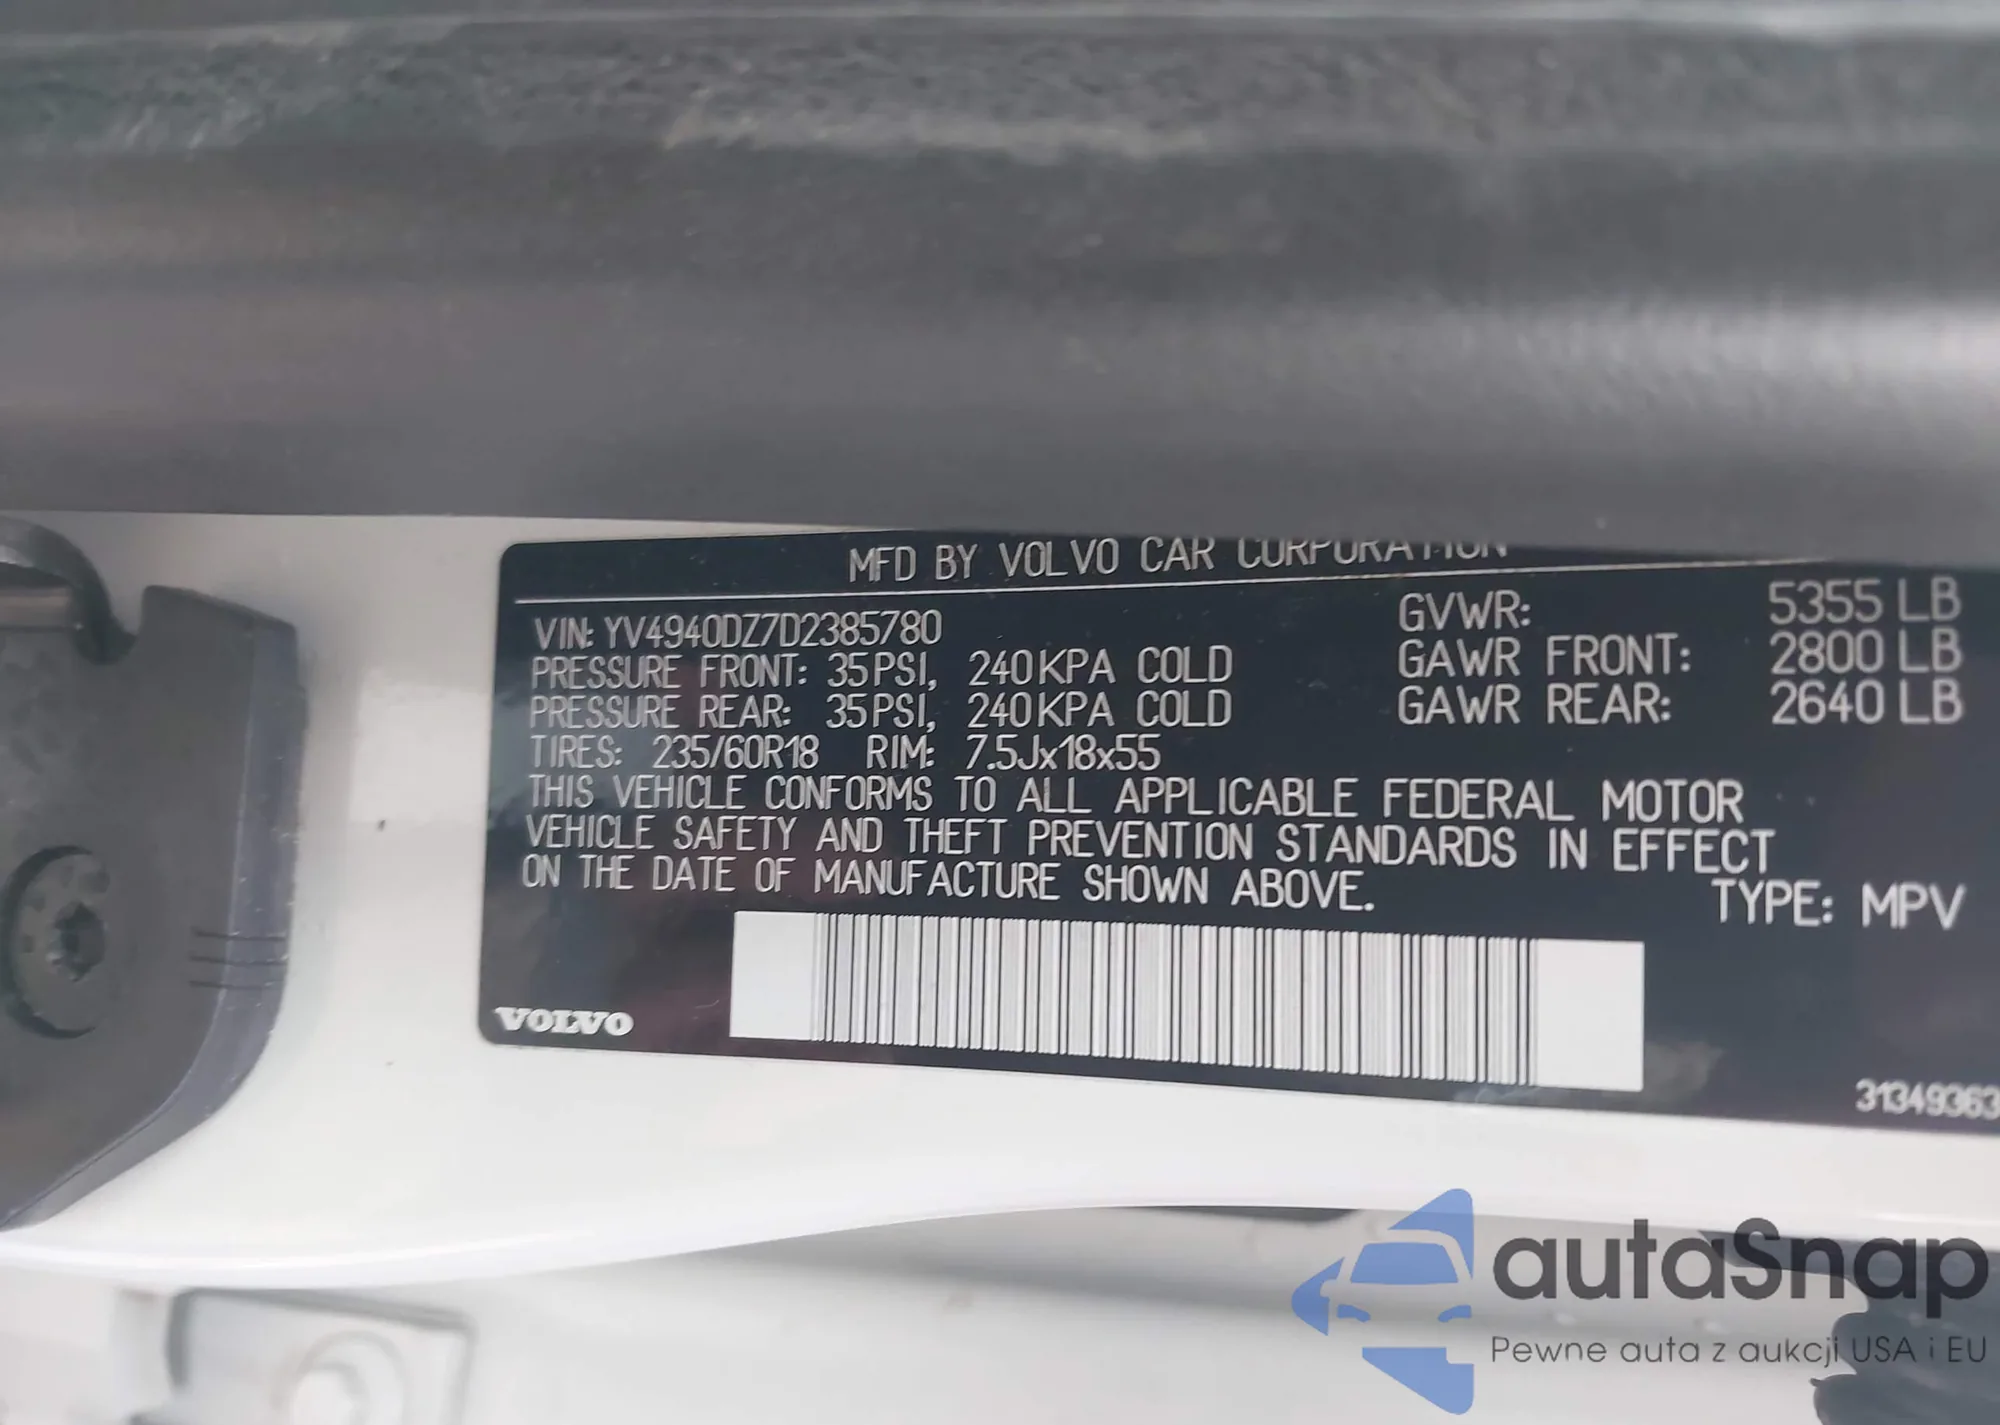 MFD BY VOLVO CAR CORPORATION
VIN: YV4940DZ7D2385780
PRESSURE FRONT: 35PSI, 240KPA COLD
PRESSURE REAR: 35PSI, 240KPA COLD
TIRES: 235/60R18 RIM: 7.5Jx18x55
GVWR: 5355 LB
GAWR FRONT: 2800 LB
GAWR REAR: 2640 LB
THIS VEHICLE CONFORMS TO ALL APPLICABLE FEDERAL MOTOR
VEHICLE SAFETY AND THEFT PREVENTION STANDARDS IN EFFECT
ON THE DATE OF MANUFACTURE SHOWN ABOVE.
TYPE: MPV
VOLVO
31349363
autaSnap
Pewne auta z aukcji USA i EU